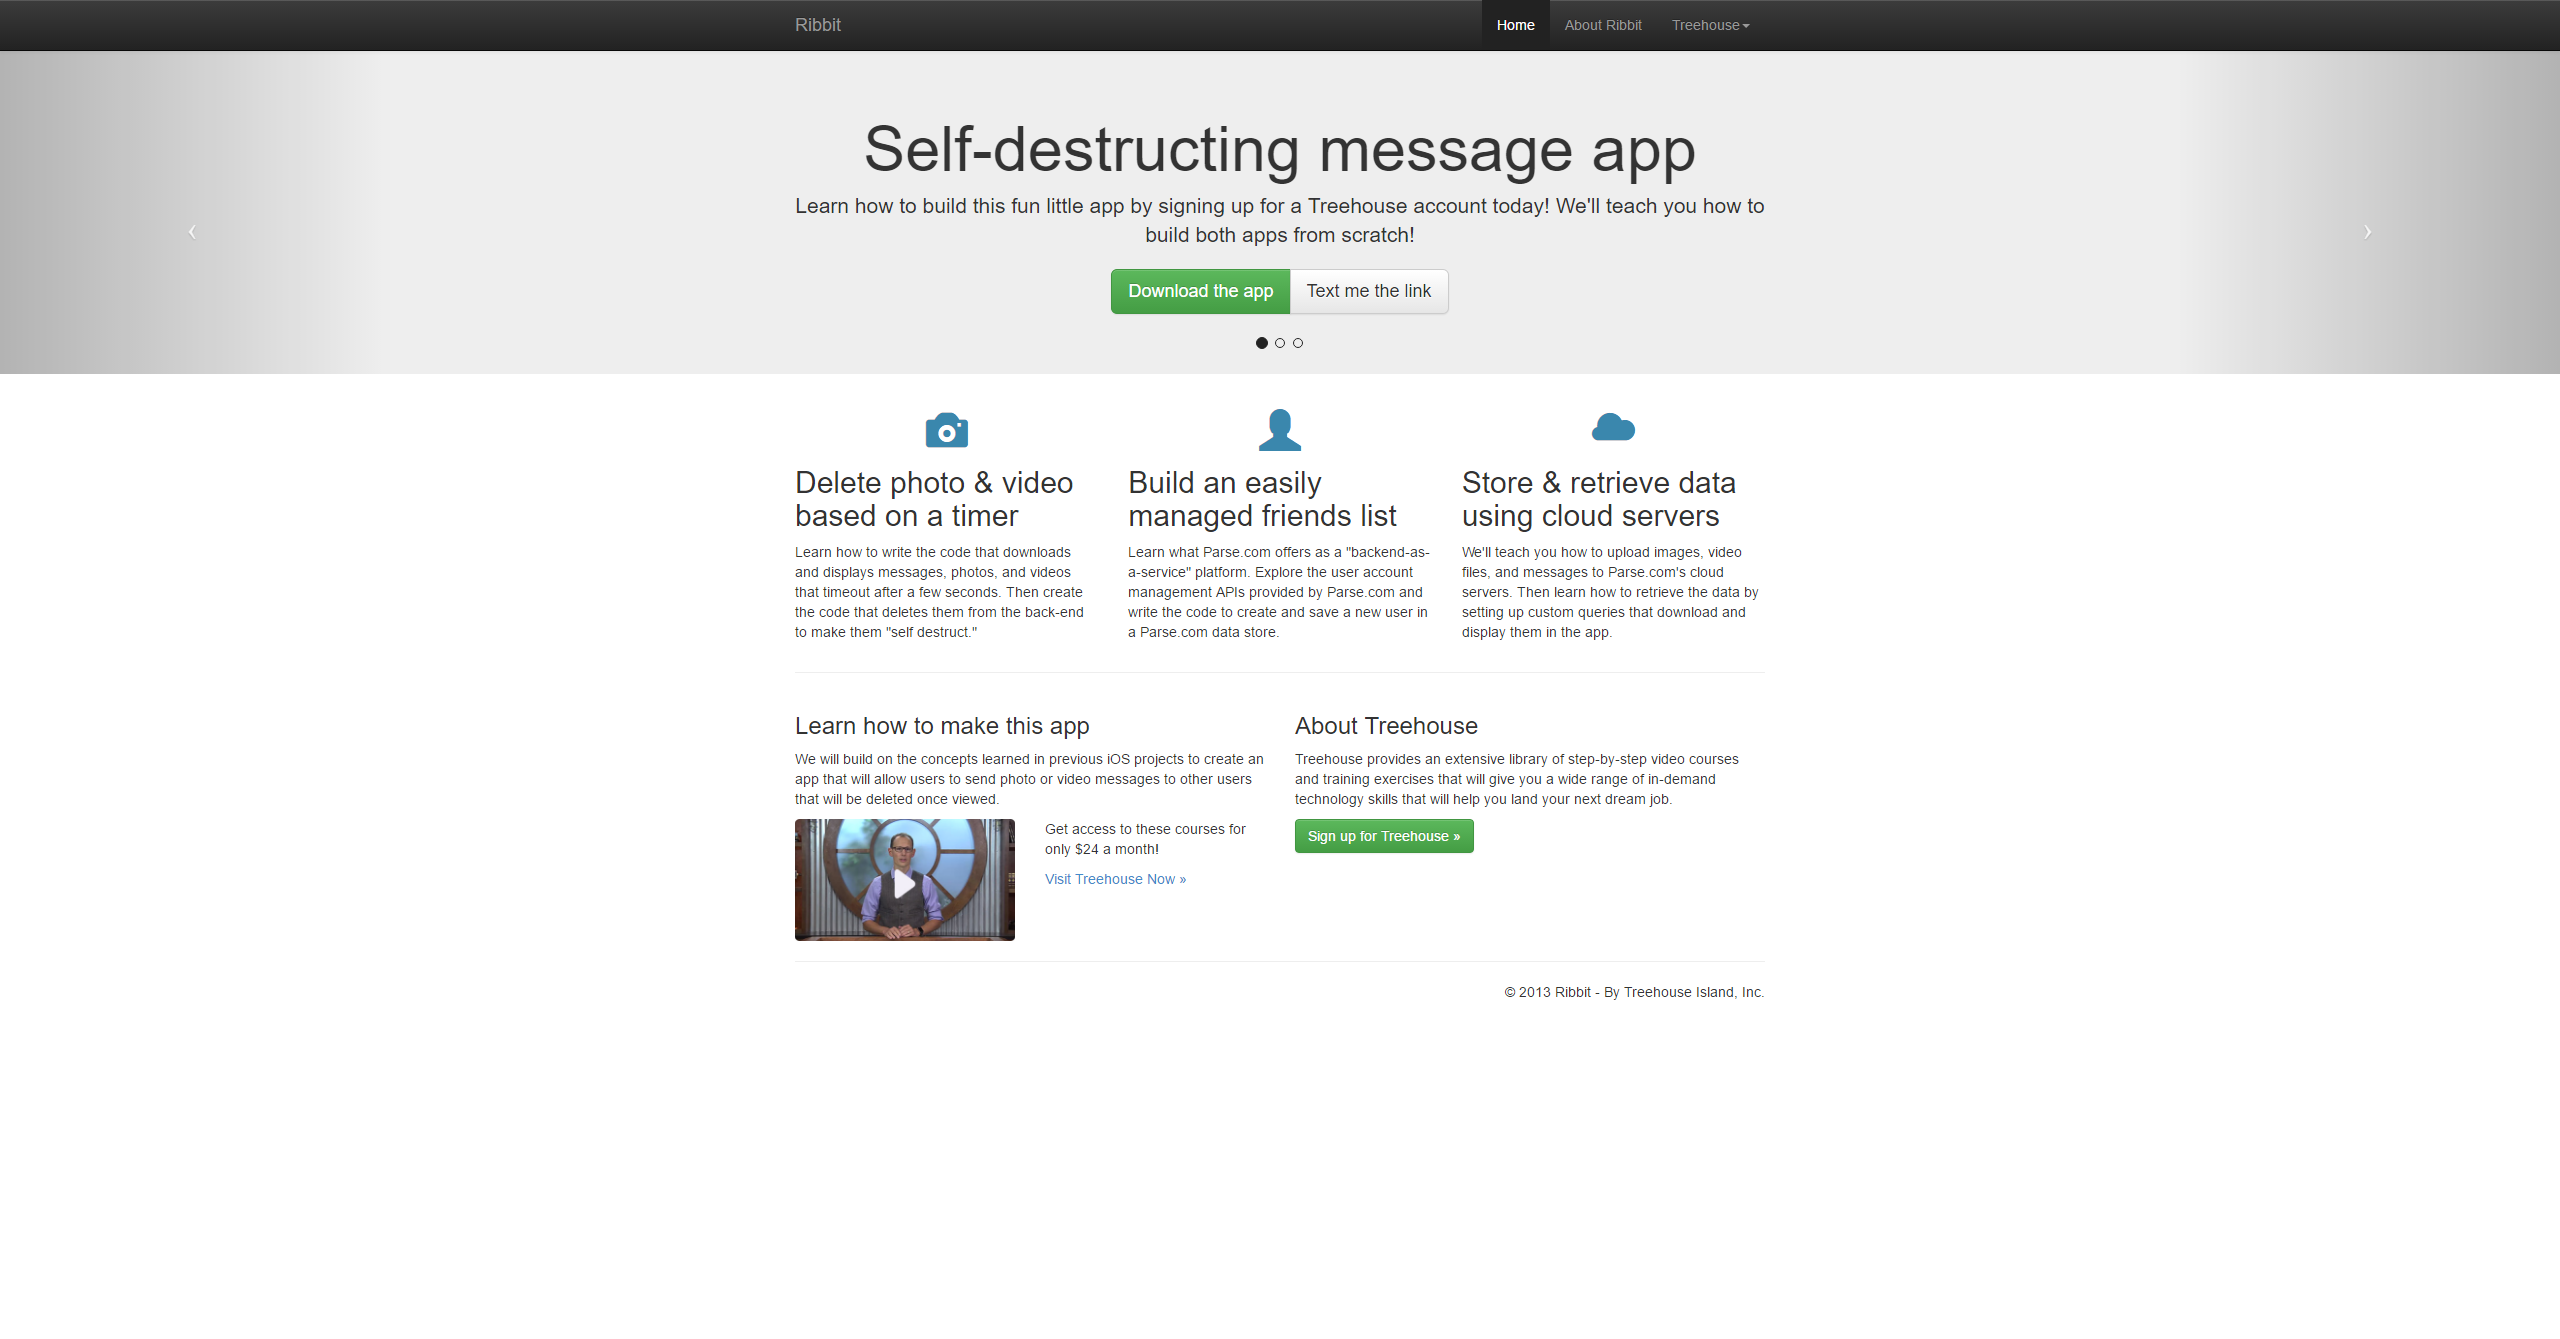 Ribbit
Home
About Ribbit
Treehouse
Self-destructing message app
Learn how to build this fun little app by signing up for a Treehouse account today! We'll teach you how to
build both apps from scratch!
‹
›
Download the app
Text me the link
Delete photo & video
based on a timer
Learn how to write the code that downloads
and displays messages, photos, and videos
that timeout after a few seconds. Then create
the code that deletes them from the back-end
to make them "self destruct."
Build an easily
managed friends list
Learn what Parse.com offers as a "backend-as-
a-service" platform. Explore the user account
management APIs provided by Parse.com and
write the code to create and save a new user in
a Parse.com data store.
Store & retrieve data
using cloud servers
We'll teach you how to upload images, video
files, and messages to Parse.com's cloud
servers. Then learn how to retrieve the data by
setting up custom queries that download and
display them in the app.
Learn how to make this app
We will build on the concepts learned in previous iOS projects to create an
app that will allow users to send photo or video messages to other users
that will be deleted once viewed.
Get access to these courses for
only $24 a month!
Visit Treehouse Now »
About Treehouse
Treehouse provides an extensive library of step-by-step video courses
and training exercises that will give you a wide range of in-demand
technology skills that will help you land your next dream job.
Sign up for Treehouse »
© 2013 Ribbit - By Treehouse Island, Inc.